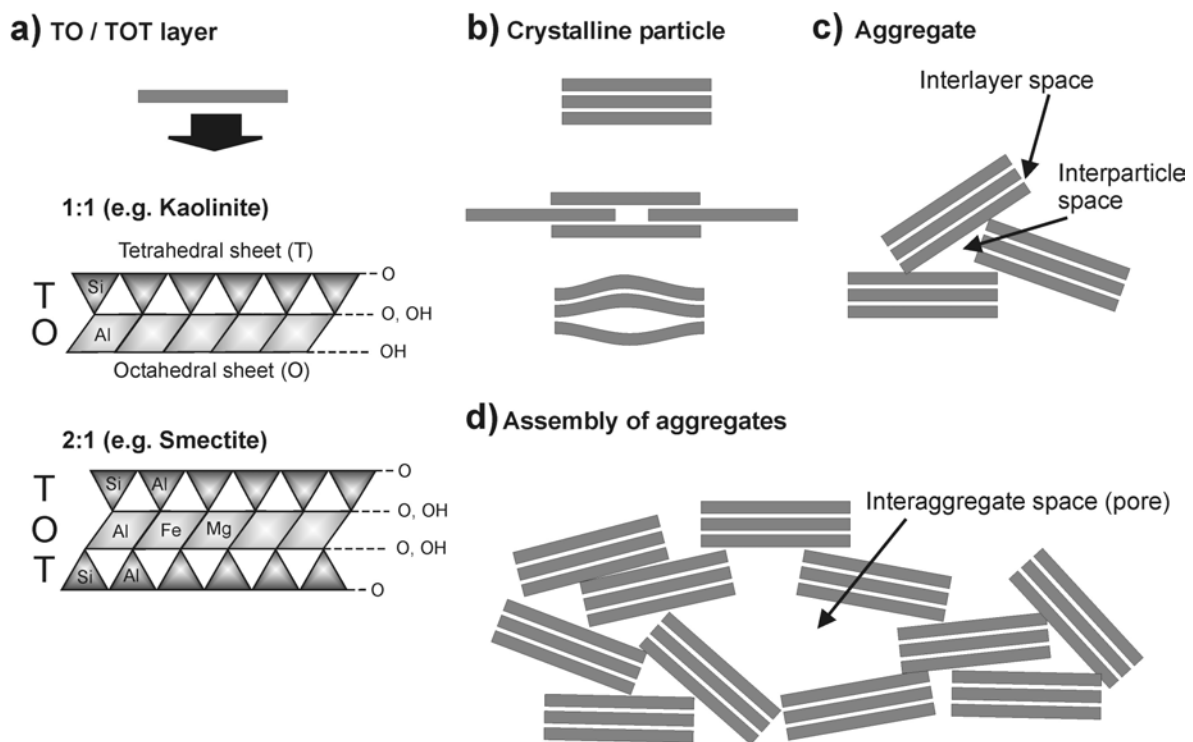 a) TO / TOT layer
1:1 (e.g. Kaolinite)
Tetrahedral sheet (T)
T
O
Si
Al
O
O, OH
OH
Octahedral sheet (O)
2:1 (e.g. Smectite)
T
O
T
Si Al
Al Fe Mg
Si Al
O
O, OH
O, OH
O
b) Crystalline particle
c) Aggregate
Interlayer space
Interparticle
space
d) Assembly of aggregates
Interaggregate space (pore)